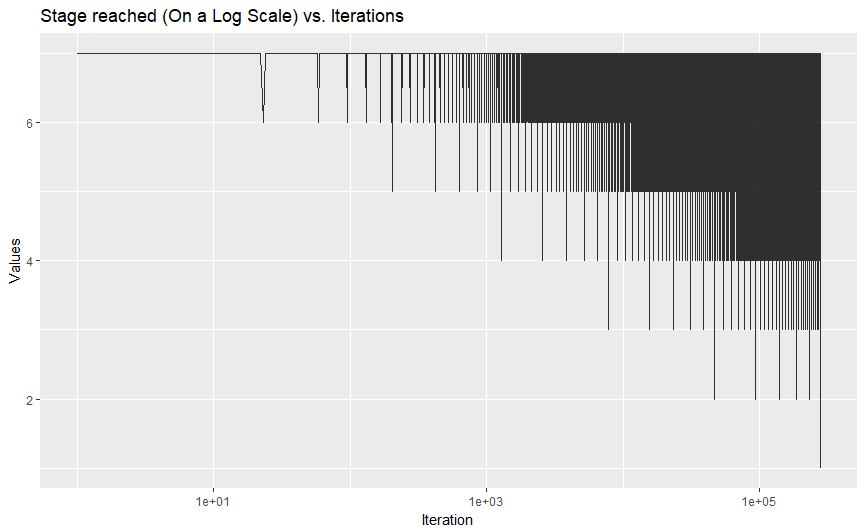 Stage reached (On a Log Scale) vs. Iterations
6
4
2
Values
1e+01
1e+03
1e+05
Iteration